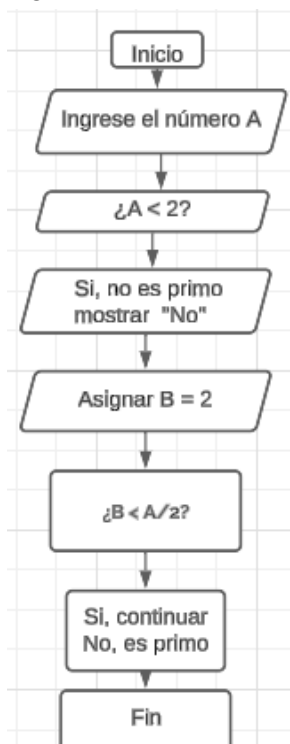 Inicio
Ingrese el número A
¿A < 2?
Si, no es primo
mostrar "No"
Asignar B = 2
¿B < A/2?
Si, continuar
No, es primo
Fin